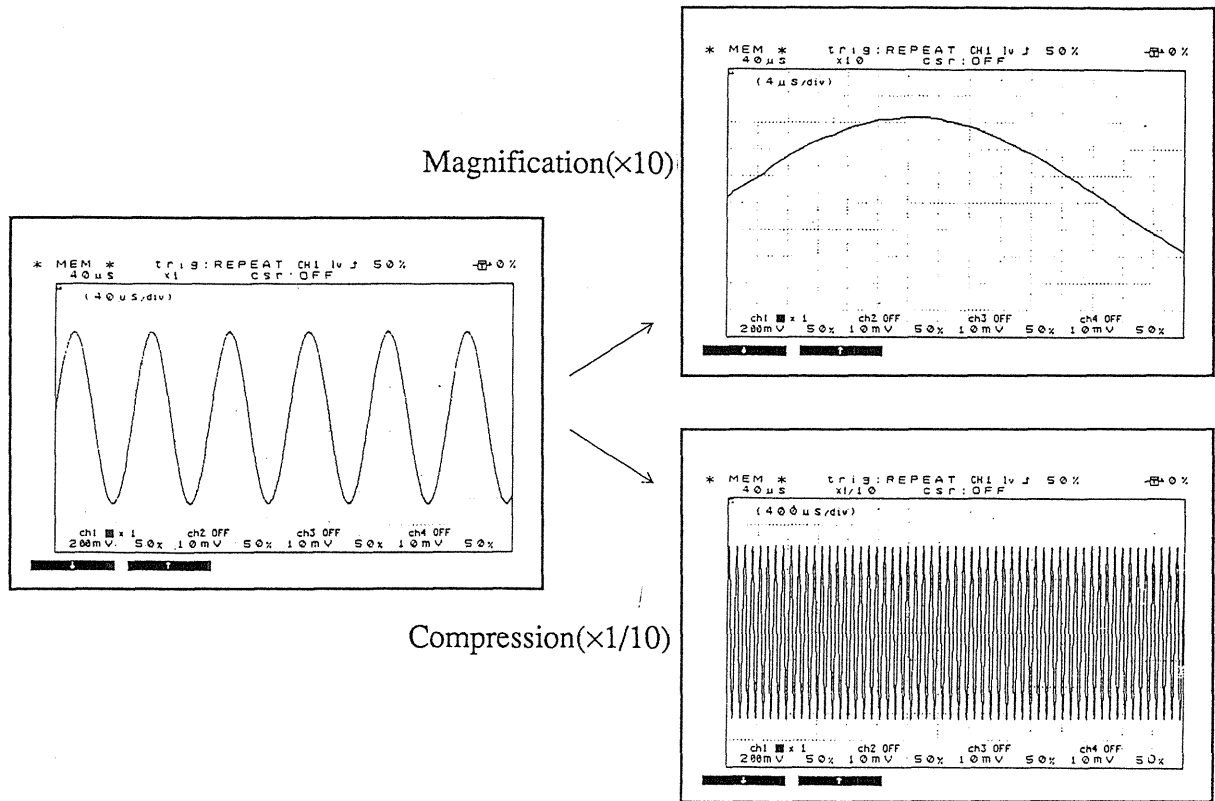 * MEM * trig:REPEAT CH1 lv 50% 0%
40μs x10 csr:OFF
(4μS/div)
ch1 x 1 ch2 OFF ch3 OFF ch4 OFF
200mV 50% 10mV 50% 10mV 50% 10mV 50%
Magnification(×10)
* MEM * trig:REPEAT CH1 lv 50% 0%
40μs x1 csr:OFF
(40μS/div)
ch1 x 1 ch2 OFF ch3 OFF ch4 OFF
200mV 50% 10mV 50% 10mV 50% 10mV 50%
Compression(×1/10)
* MEM * trig:REPEAT CH1 lv 50% 0%
40μs x1/10 csr:OFF
(400μS/div)
ch1 x 1 ch2 OFF ch3 OFF ch4 OFF
200mV 50% 10mV 50% 10mV 50% 10mV 50%